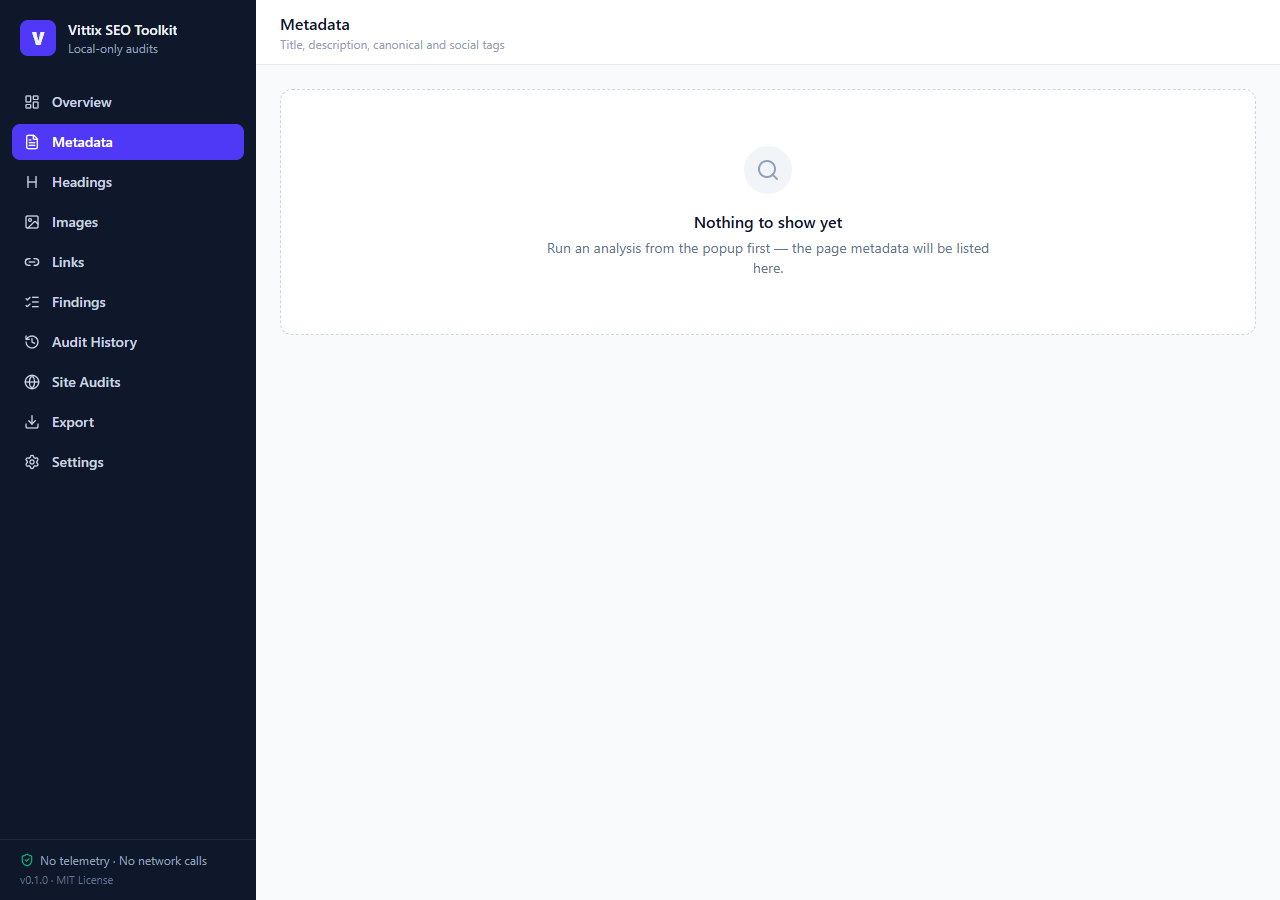 V
Vittix SEO Toolkit
Local-only audits
Overview
Metadata
Headings
Images
Links
Findings
Audit History
Site Audits
Export
Settings
No telemetry · No network calls
v0.1.0 · MIT License
Metadata
Title, description, canonical and social tags
Nothing to show yet
Run an analysis from the popup first — the page metadata will be listed
here.